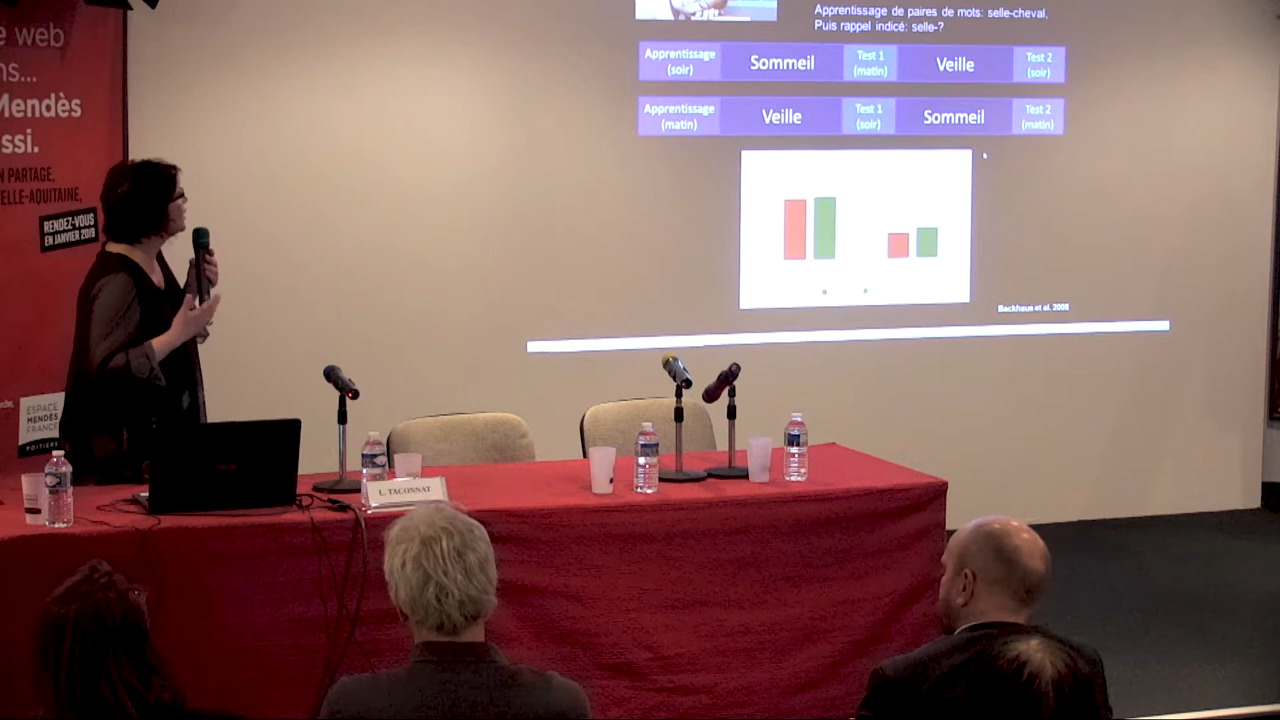 e web
ns...
Mendès
ssi.
N PARTAGE,
ELLE-AQUITAINE,
RENDEZ-VOUS
EN JANVIER 2019
ESPACE
MENDÈS
FRANCE
POITIERS
L. TACONNAT
Apprentissage de paires de mots: selle-cheval,
Puis rappel indicé: selle-?
Apprentissage
(soir)
Sommeil
Test 1
(matin)
Veille
Test 2
(soir)
Apprentissage
(matin)
Veille
Test 1
(soir)
Sommeil
Test 2
(matin)
Backhaus et al. 2008